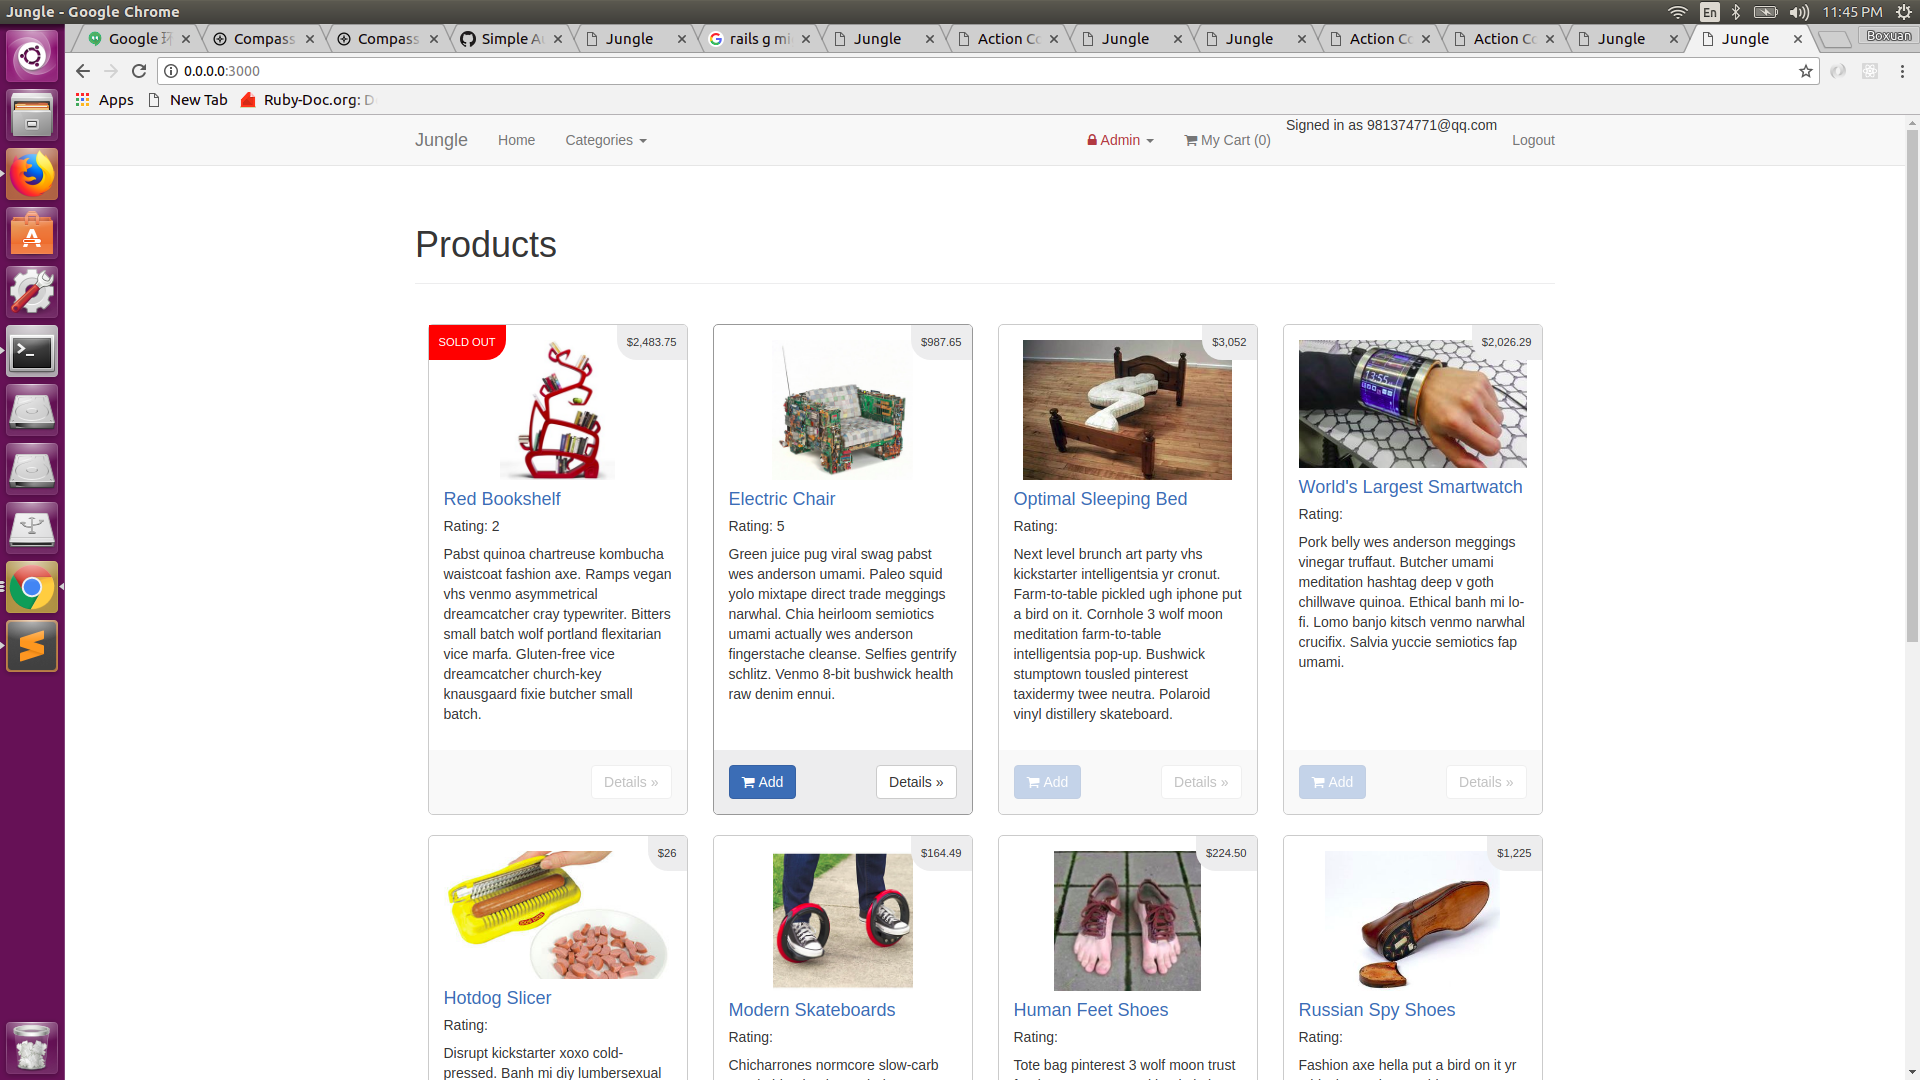 Jungle - Google Chrome
En
11:45 PM
Google 环
Compass
Compass
Simple Au
Jungle
rails g mi
Jungle
Action Co
Jungle
Jungle
Action Co
Action Co
Jungle
Jungle
Boxuan
0.0.0.0:3000
Apps
New Tab
Ruby-Doc.org: D
Jungle
Home
Categories
Admin
My Cart (0)
Signed in as 981374771@qq.com
Logout
Products
SOLD OUT
$2,483.75
Red Bookshelf
Rating: 2
Pabst quinoa chartreuse kombucha
waistcoat fashion axe. Ramps vegan
vhs venmo asymmetrical
dreamcatcher cray typewriter. Bitters
small batch wolf portland flexitarian
vice marfa. Gluten-free vice
dreamcatcher church-key
knausgaard fixie butcher small
batch.
Details »
$987.65
Electric Chair
Rating: 5
Green juice pug viral swag pabst
wes anderson umami. Paleo squid
yolo mixtape direct trade meggings
narwhal. Chia heirloom semiotics
umami actually wes anderson
fingerstache cleanse. Selfies gentrify
schlitz. Venmo 8-bit bushwick health
raw denim ennui.
Add
Details »
$3,052
Optimal Sleeping Bed
Rating:
Next level brunch art party vhs
kickstarter intelligentsia yr cronut.
Farm-to-table pickled ugh iphone put
a bird on it. Cornhole 3 wolf moon
meditation farm-to-table
intelligentsia pop-up. Bushwick
stumptown tousled pinterest
taxidermy twee neutra. Polaroid
vinyl distillery skateboard.
Add
Details »
$2,026.29
13:55
World's Largest Smartwatch
Rating:
Pork belly wes anderson meggings
vinegar truffaut. Butcher umami
meditation hashtag deep v goth
chillwave quinoa. Ethical banh mi lo-
fi. Lomo banjo kitsch venmo narwhal
crucifix. Salvia yuccie semiotics fap
umami.
Add
Details »
$26
Hotdog Slicer
Rating:
Disrupt kickstarter xoxo cold-
pressed. Banh mi diy lumbersexual
$164.49
Modern Skateboards
Rating:
Chicharrones normcore slow-carb
$224.50
Human Feet Shoes
Rating:
Tote bag pinterest 3 wolf moon trust
$1,225
Russian Spy Shoes
Rating:
Fashion axe hella put a bird on it yr